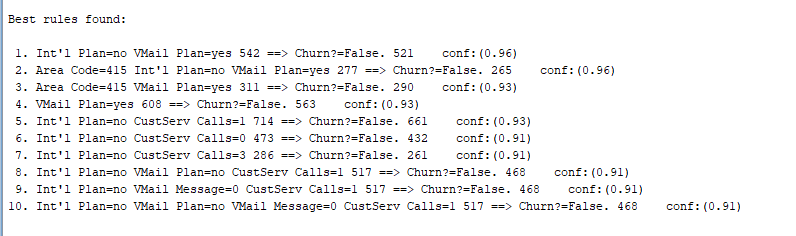 Best rules found:
1. Int'l Plan=no VMail Plan=yes 542 ==> Churn?=False. 521 conf:(0.96)
2. Area Code=415 Int'l Plan=no VMail Plan=yes 277 ==> Churn?=False. 265 conf:(0.96)
3. Area Code=415 VMail Plan=yes 311 ==> Churn?=False. 290 conf:(0.93)
4. VMail Plan=yes 608 ==> Churn?=False. 563 conf:(0.93)
5. Int'l Plan=no CustServ Calls=1 714 ==> Churn?=False. 661 conf:(0.93)
6. Int'l Plan=no CustServ Calls=0 473 ==> Churn?=False. 432 conf:(0.91)
7. Int'l Plan=no CustServ Calls=3 286 ==> Churn?=False. 261 conf:(0.91)
8. Int'l Plan=no VMail Plan=no CustServ Calls=1 517 ==> Churn?=False. 468 conf:(0.91)
9. Int'l Plan=no VMail Message=0 CustServ Calls=1 517 ==> Churn?=False. 468 conf:(0.91)
10. Int'l Plan=no VMail Plan=no VMail Message=0 CustServ Calls=1 517 ==> Churn?=False. 468 conf:(0.91)